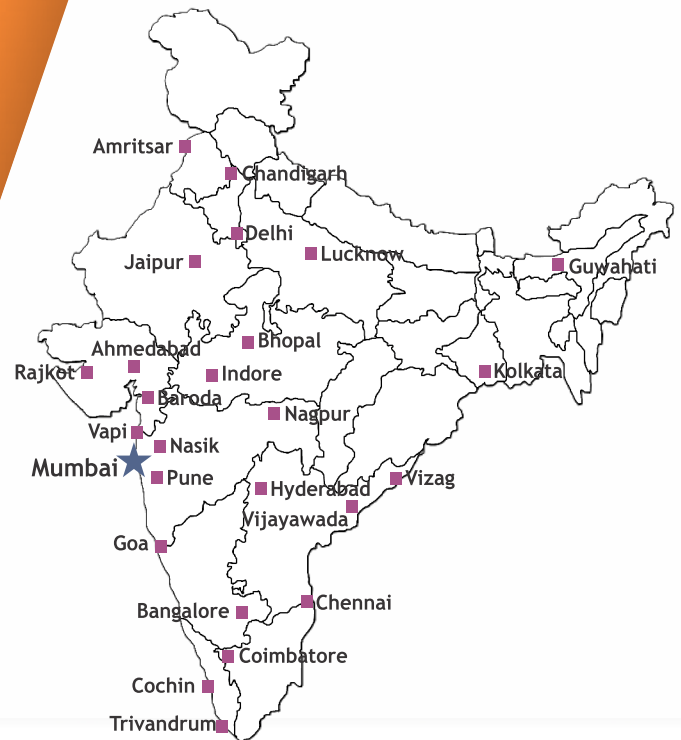 Amritsar
Chandigarh
Delhi
Lucknow
Jaipur
Guwahati
Bhopal
Ahmedabad
Rajkot
Indore
Kolkata
Baroda
Nagpur
Vapi
Nasik
Mumbai
Pune
Vizag
Hyderabad
Vijayawada
Goa
Chennai
Bangalore
Coimbatore
Cochin
Trivandrum